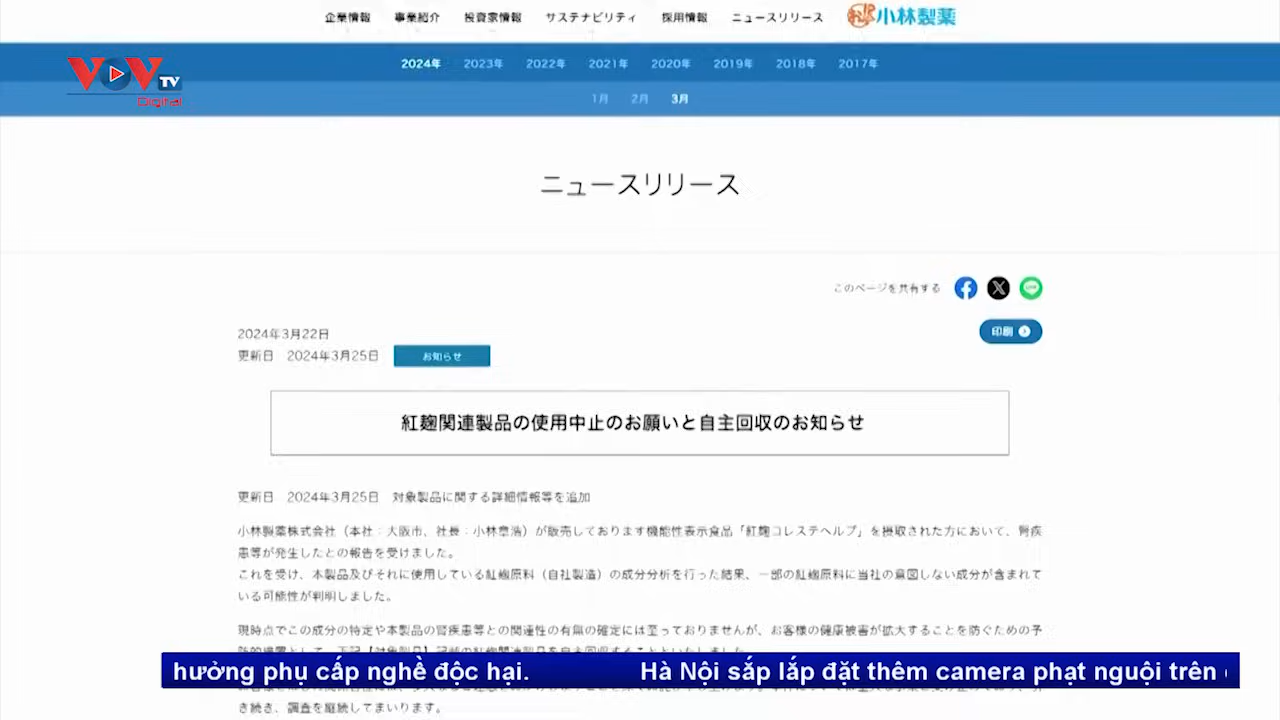 企業情報 事業紹介 投資家情報 サステナビリティ 採用情報 ニュースリリース 小林製薬
2024年 2023年 2022年 2021年 2020年 2019年 2018年 2017年
VOV TV
Digital
1月 2月 3月
ニュースリリース
このページを共有する
印刷
2024年3月22日
更新日 2024年3月25日 お知らせ
紅麹関連製品の使用中止のお願いと自主回収のお知らせ
更新日 2024年3月25日 対象製品に関する詳細情報等を追加
小林製薬株式会社（本社：大阪市、社長：小林章浩）が販売しております機能性表示食品「紅麹コレステヘルプ」を摂取された方において、腎疾
患等が発生したとの報告を受けました。
これを受け、本製品及びそれに使用している紅麹原料（自社製造）の成分分析を行った結果、一部の紅麹原料に当社の意図しない成分が含まれて
いる可能性が判明しました。
現時点でこの成分の特定や本製品の腎疾患等との関連性の有無の確定には至っておりませんが、お客様の健康被害が拡大することを防ぐための予
hưởng phụ cấp nghề độc hại. Hà Nội sắp lắp đặt thêm camera phạt nguội trên
き続き、調査を継続してまいります。